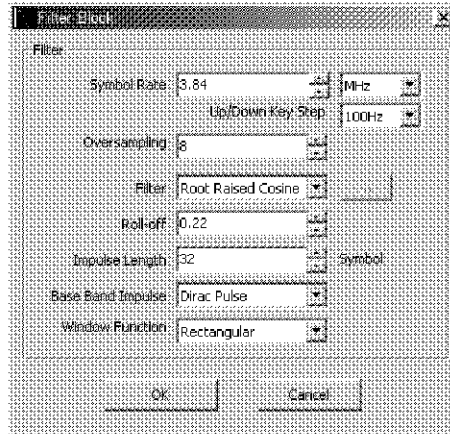 Filter Block
Filter
Symbol Rate 3.84 MHz
Up/Down Key Step 100Hz
Oversampling 8
Filter Root Raised Cosine
Roll-off 0.22
Impulse Length 32 Symbol
Base Band Impulse Dirac Pulse
Window Function Rectangular
OK Cancel